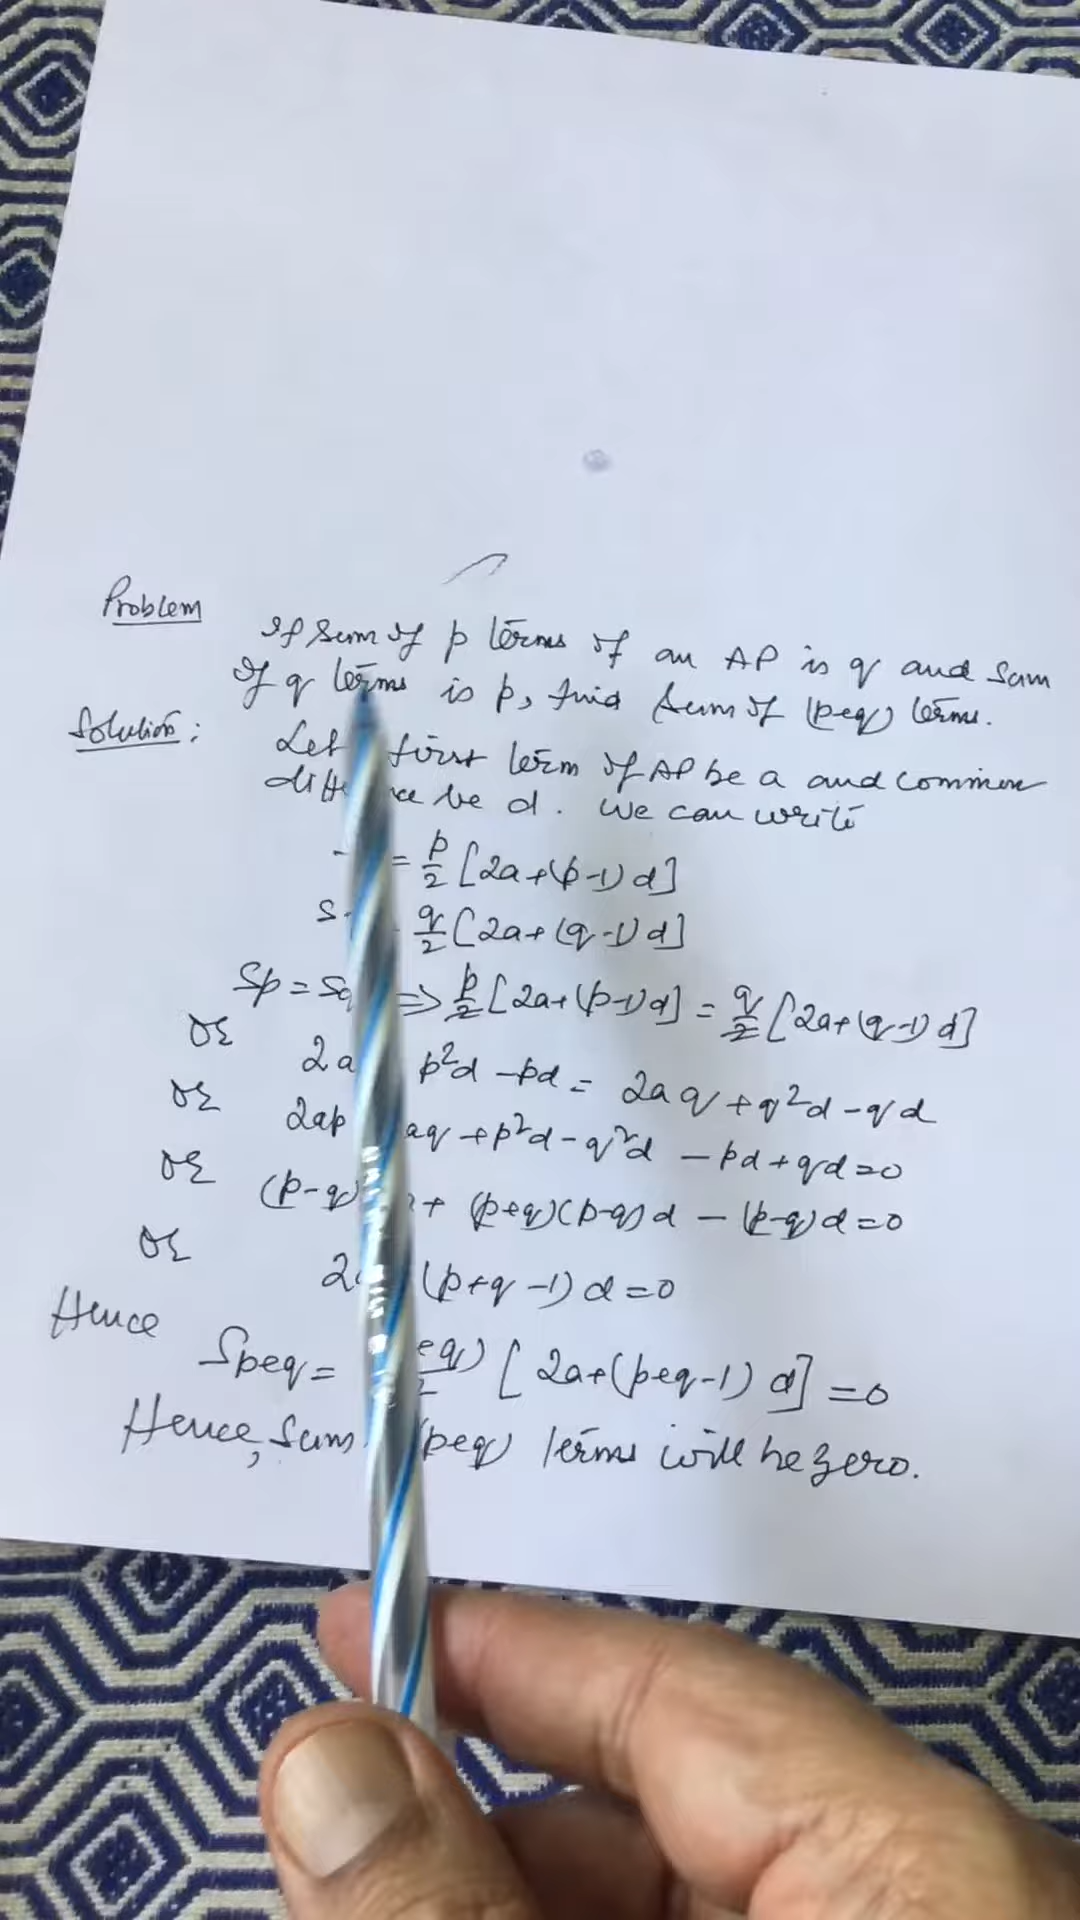 Problem
If Sum of p terms of an AP is q and Sum
of q terms is p, find Sum of (p+q) terms.
Solution:
Let first term of AP be a and common
be d. We can write
= p/2 [2a+(p-1)d]
q/2 [2a+(q-1)d]
Sp = Sq ⇒ p/2 [2a+(p-1)d] = q/2 [2a+(q-1)d]
or 2a p²d - pd = 2aq + q²d - qd
or 2ap aq + p²d - q²d - pd + qd = 0
or (p-q) + (p+q)(p-q)d - (p-q)d = 0
or (p+q-1)d = 0
Hence
Sp+q = [2a+(p+q-1)d] = 0
Hence, Sum (p+q) terms will be zero.